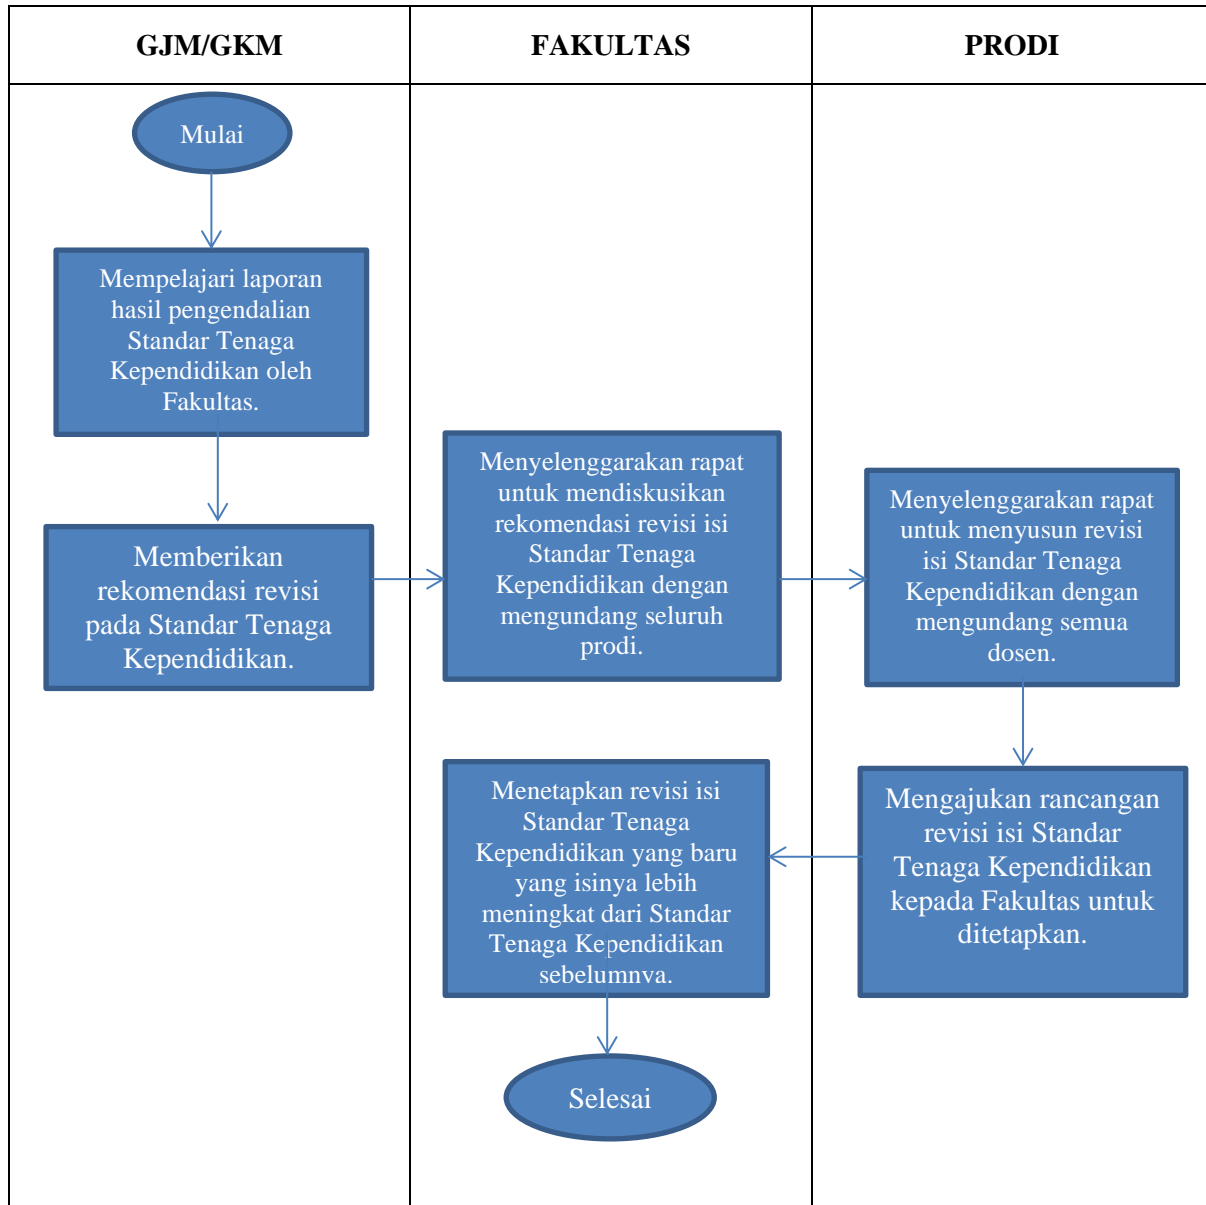 GJM/GKM
FAKULTAS
PRODI
Mulai
Mempelajari laporan
hasil pengendalian
Standar Tenaga
Kependidikan oleh
Fakultas.
Memberikan
rekomendasi revisi
pada Standar Tenaga
Kependidikan.
Menyelenggarakan rapat
untuk mendiskusikan
rekomendasi revisi isi
Standar Tenaga
Kependidikan dengan
mengundang seluruh
prodi.
Menyelenggarakan rapat
untuk menyusun revisi
isi Standar Tenaga
Kependidikan dengan
mengundang semua
dosen.
Mengajukan rancangan
revisi isi Standar
Tenaga Kependidikan
kepada Fakultas untuk
ditetapkan.
Menetapkan revisi isi
Standar Tenaga
Kependidikan yang baru
yang isinya lebih
meningkat dari Standar
Tenaga Kependidikan
sebelumnya.
Selesai